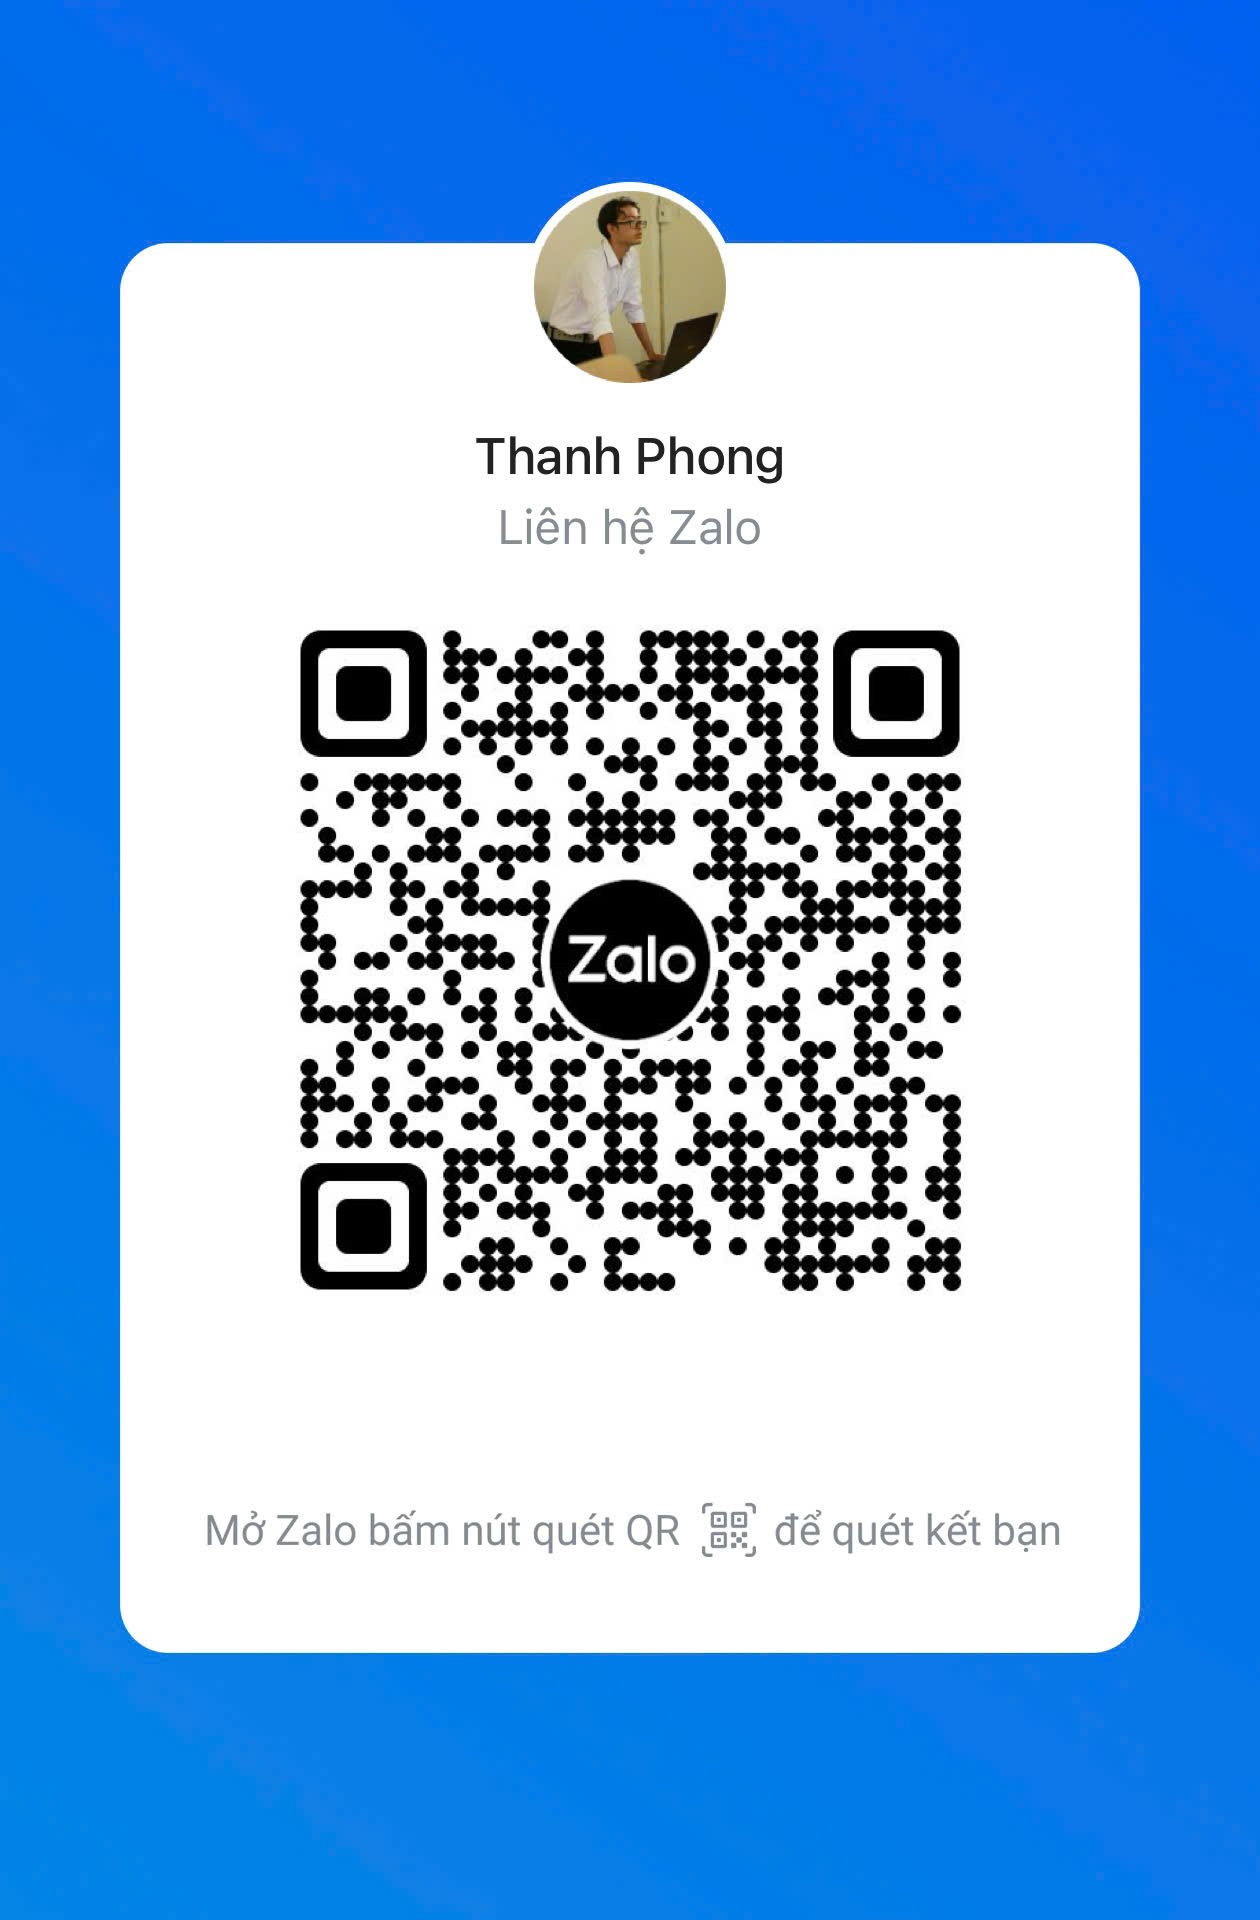 Thanh Phong
Liên hệ Zalo
Zalo
Mở Zalo bấm nút quét QR để quét kết bạn